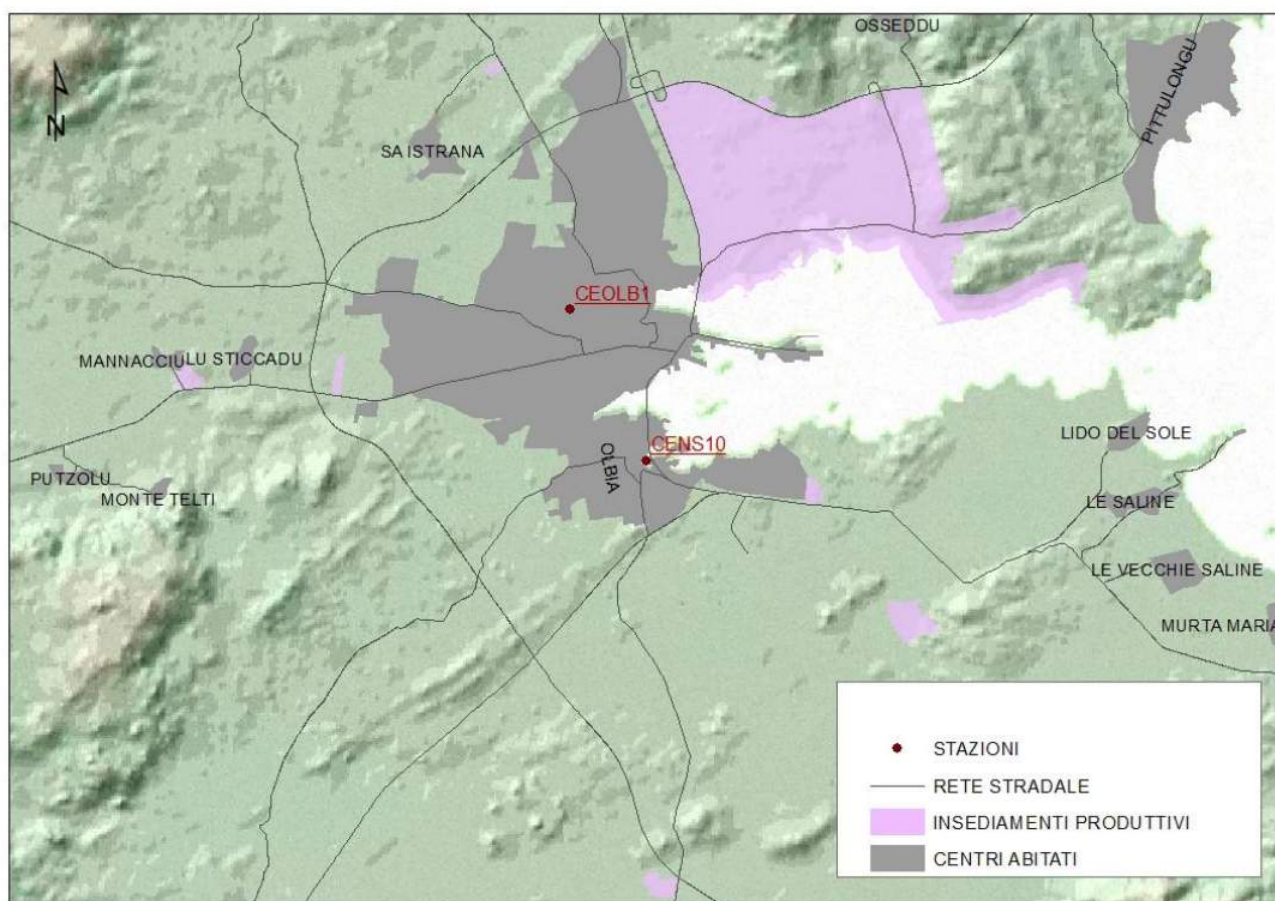 OSSEDDU
PITTULONGU
N
SA ISTRANA
CEOLB1
MANNACCIULU STICCADU
LIDO DEL SOLE
CENS10
OLBIA
PUTZOLU
MONTE TELTI
LE SALINE
LE VECCHIE SALINE
MURTA MARIA
STAZIONI
RETE STRADALE
INSEDIAMENTI PRODUTTIVI
CENTRI ABITATI